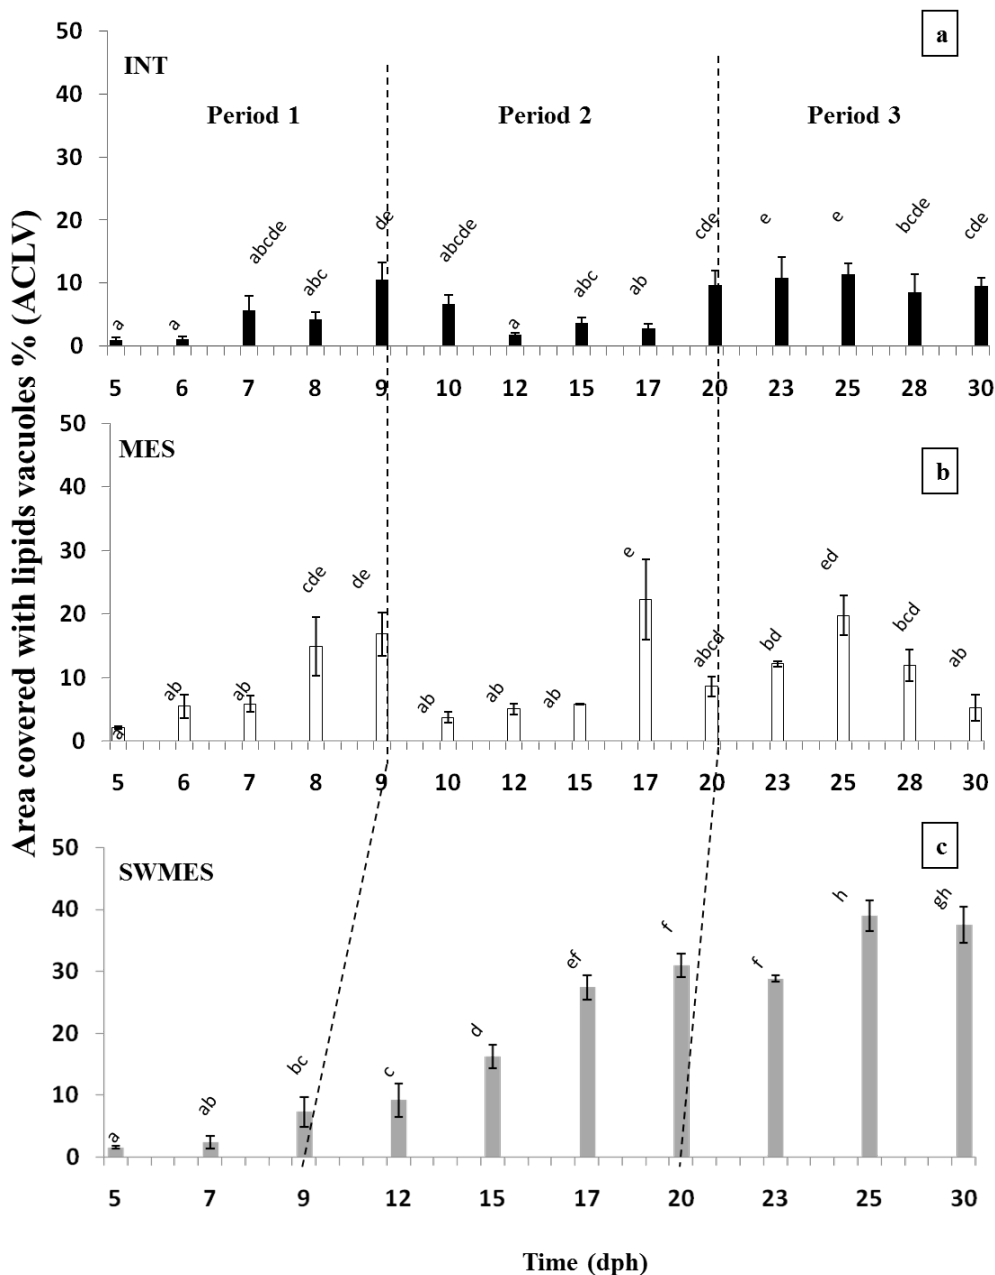 Area covered with lipids vacuoles % (ACLV)
a
INT
Period 1
Period 2
Period 3
50
40
30
20
10
0
a
a
abcde
abc
de
abcde
a
abc
ab
cde
e
e
bcde
cde
5 6 7 8 9 10 12 15 17 20 23 25 28 30
b
MES
50
40
30
20
10
0
a
ab
ab
cde
de
ab
ab
ab
e
abcd
bd
ed
bcd
ab
5 6 7 8 9 10 12 15 17 20 23 25 28 30
c
SWMES
50
40
30
20
10
0
a
ab
bc
c
d
ef
f
f
h
gh
5 7 9 12 15 17 20 23 25 30
Time (dph)